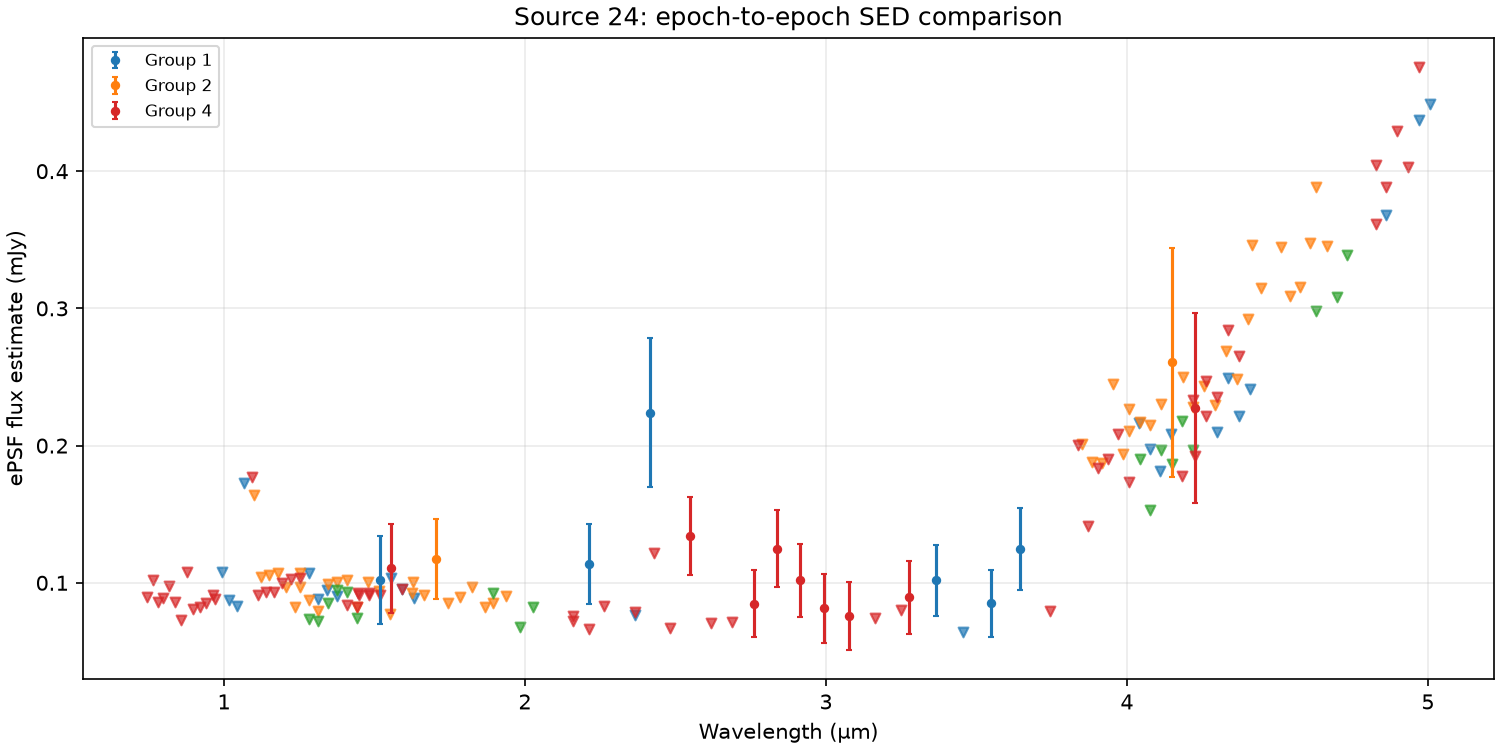 Source 24: epoch-to-epoch SED comparison
Group 1
Group 2
Group 4
ePSF flux estimate (mJy)
0.4
0.3
0.2
0.1
1 2 3 4 5
Wavelength (µm)